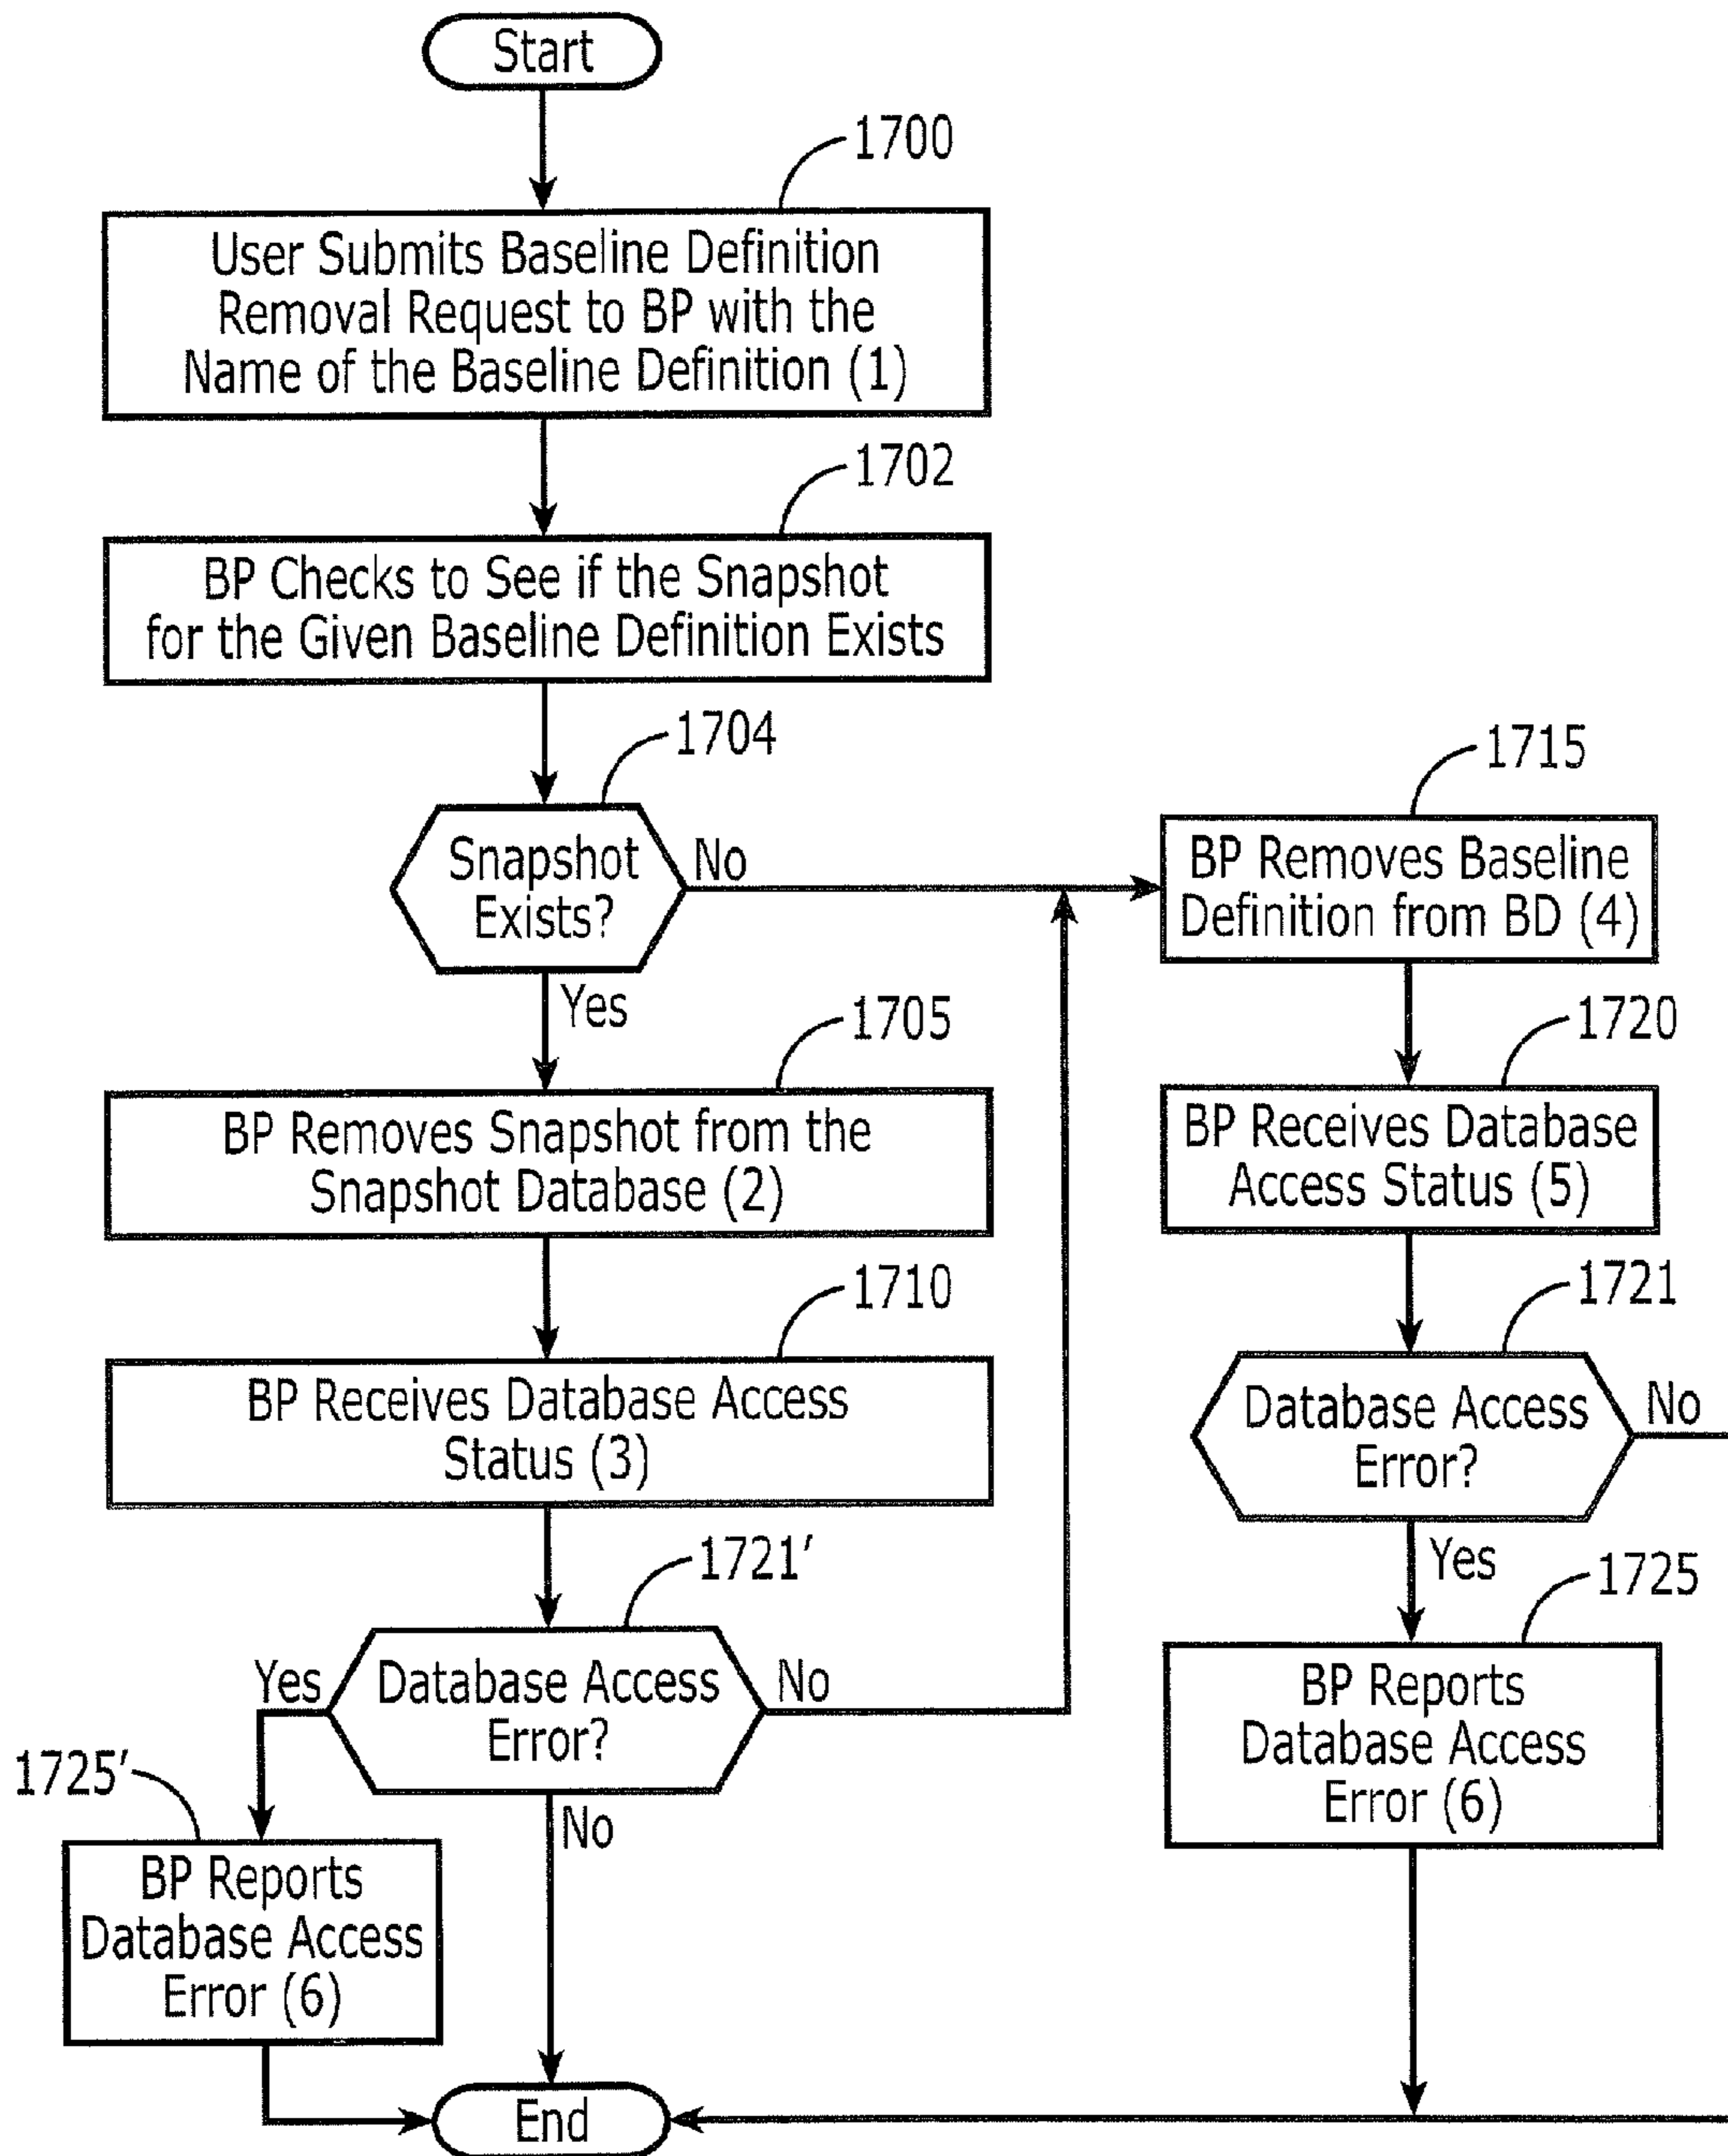 Start
1700
User Submits Baseline Definition
Removal Request to BP with the
Name of the Baseline Definition (1)
1702
BP Checks to See if the Snapshot
for the Given Baseline Definition Exists
1704
Snapshot
Exists?
No
Yes
1705
BP Removes Snapshot from the
Snapshot Database (2)
1710
BP Receives Database Access
Status (3)
1721'
Database Access
Error?
Yes
No
No
1725'
BP Reports
Database Access
Error (6)
1715
BP Removes Baseline
Definition from BD (4)
1720
BP Receives Database
Access Status (5)
1721
Database Access
Error?
No
Yes
1725
BP Reports
Database Access
Error (6)
End